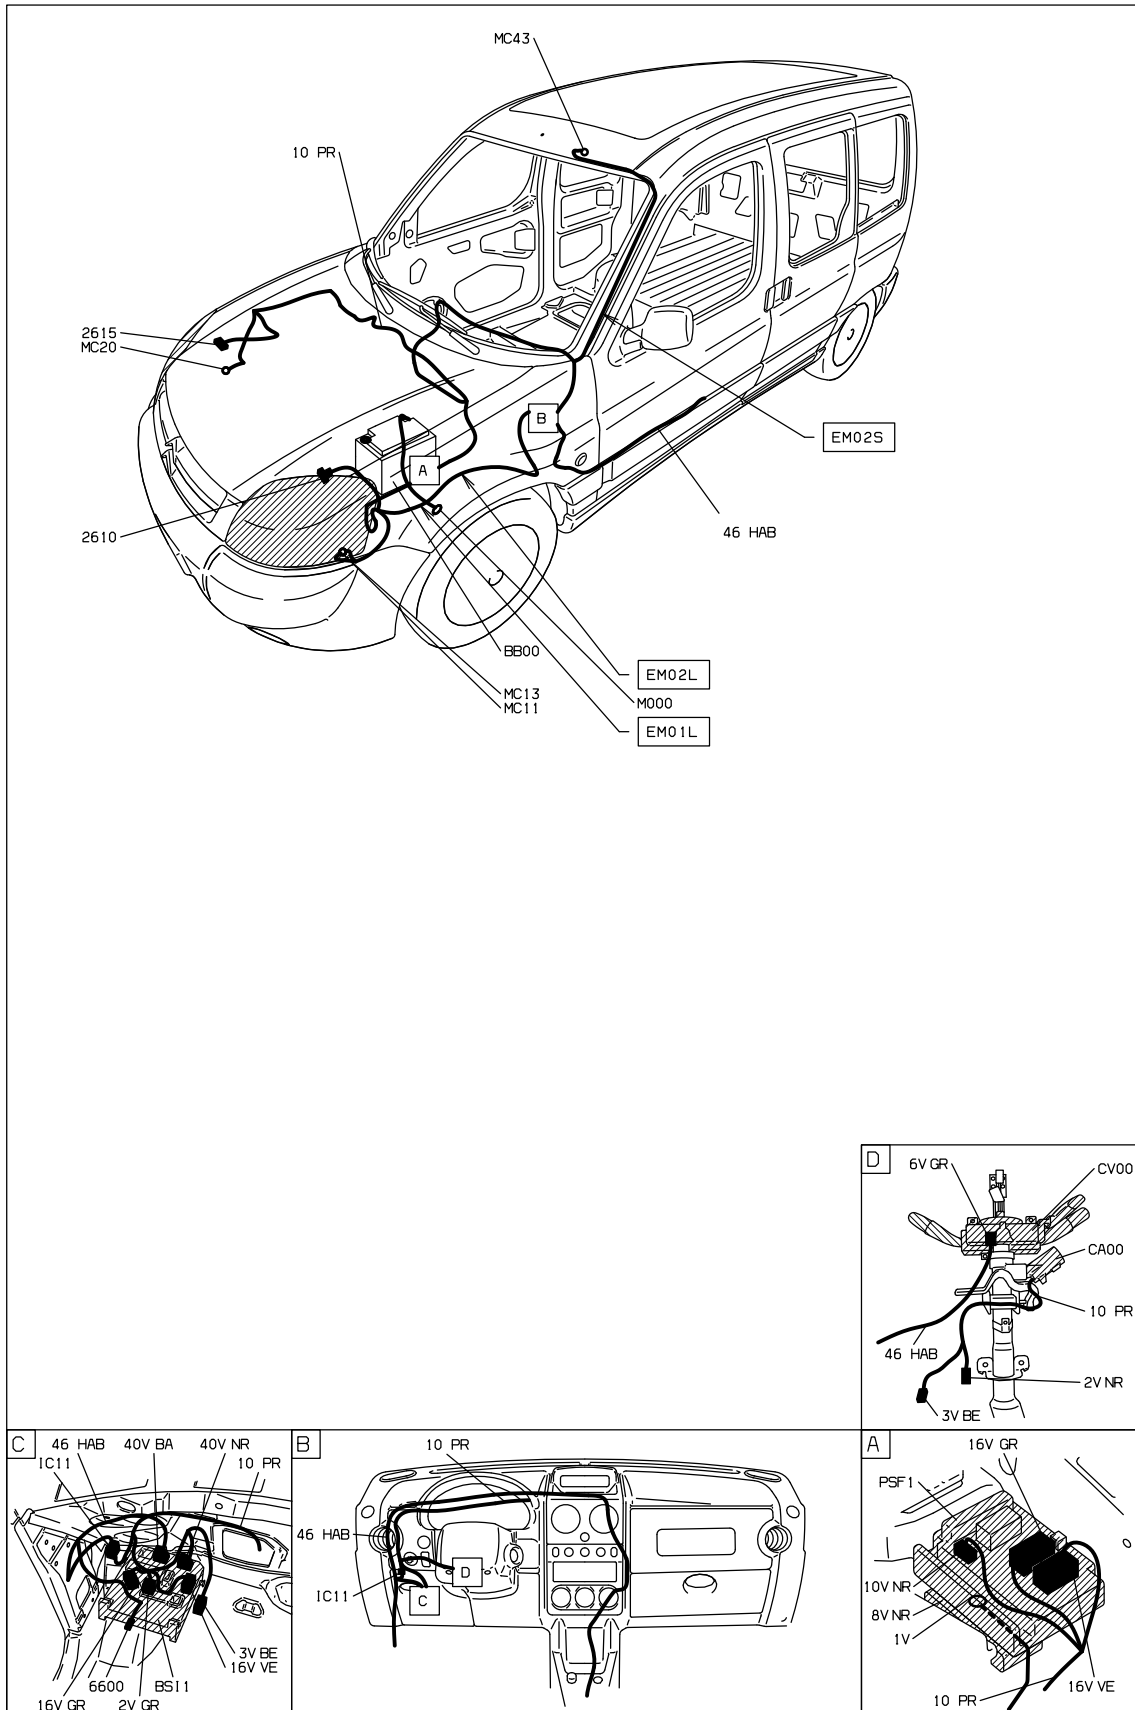 MC43
10 PR
2615
MC20
B
EM02S
A
46 HAB
2610
BB00
EM02L
MC13
MC11
M000
EM01L
D
6V GR
CV00
CA00
10 PR
46 HAB
2V NR
3V BE
C
46 HAB
40V BA
40V NR
IC11
10 PR
3V BE
16V VE
6600
BSI1
16V GR
2V GR
B
10 PR
46 HAB
D
IC11
C
A
16V GR
PSF1
10V NR
8V NR
1V
16V VE
10 PR